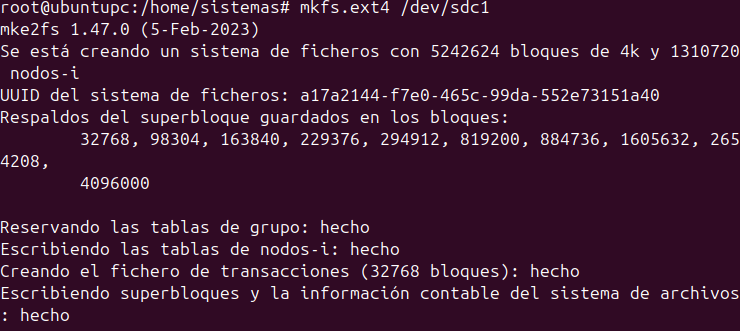 root@ubuntupc:/home/sistemas# mkfs.ext4 /dev/sdc1
mke2fs 1.47.0 (5-Feb-2023)
Se está creando un sistema de ficheros con 5242624 bloques de 4k y 1310720
 nodos-i
UUID del sistema de ficheros: a17a2144-f7e0-465c-99da-552e73151a40
Respaldos del superbloque guardados en los bloques:
        32768, 98304, 163840, 229376, 294912, 819200, 884736, 1605632, 265
4208,
        4096000

Reservando las tablas de grupo: hecho
Escribiendo las tablas de nodos-i: hecho
Creando el fichero de transacciones (32768 bloques): hecho
Escribiendo superbloques y la información contable del sistema de archivos
: hecho